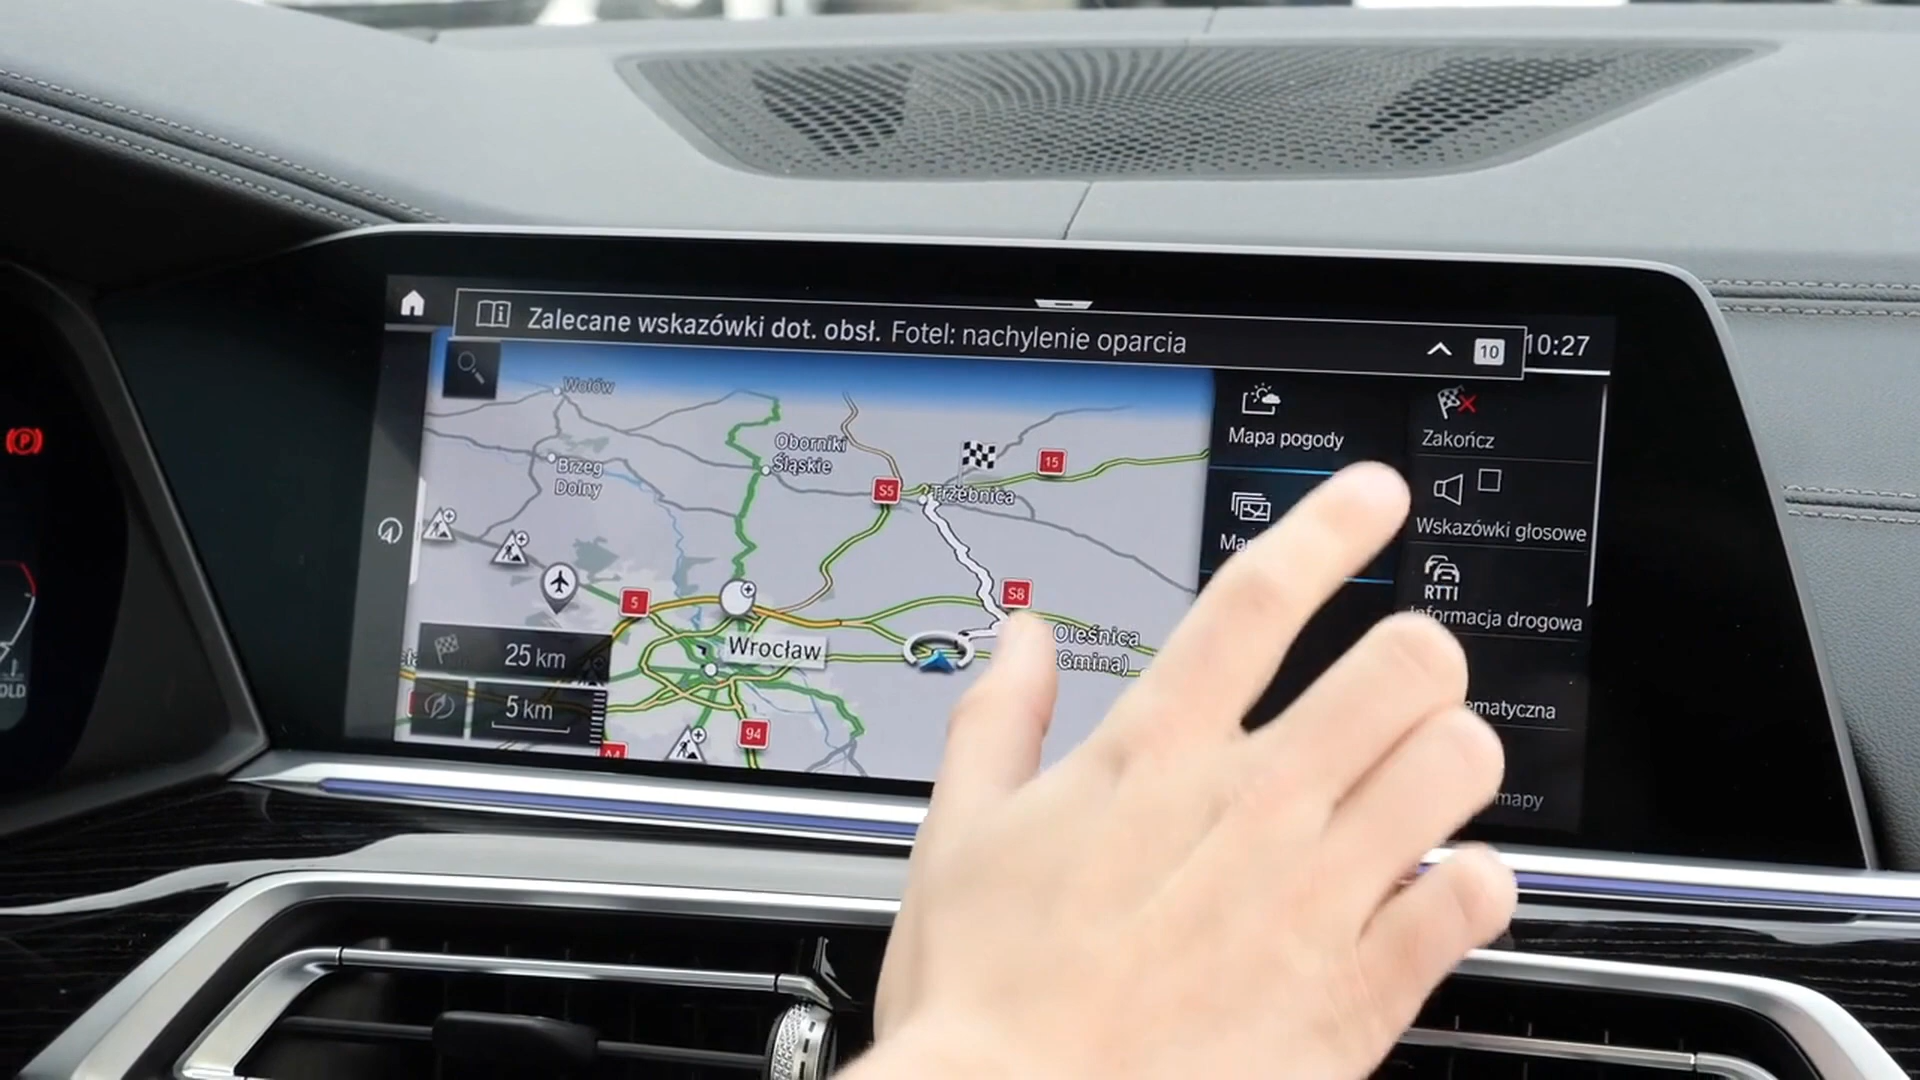 Zalecane wskazówki dot. obsł. Fotel: nachylenie oparcia
10
10:27
Wołów
Oborniki
Śląskie
Brzeg
Dolny
S5
Trzebnica
15
5
S8
Wrocław
Oleśnica
(Gmina)
25 km
5 km
94
A4
Mapa pogody
Zakończ
Wskazówki głosowe
RTTI
Informacja drogowa
P